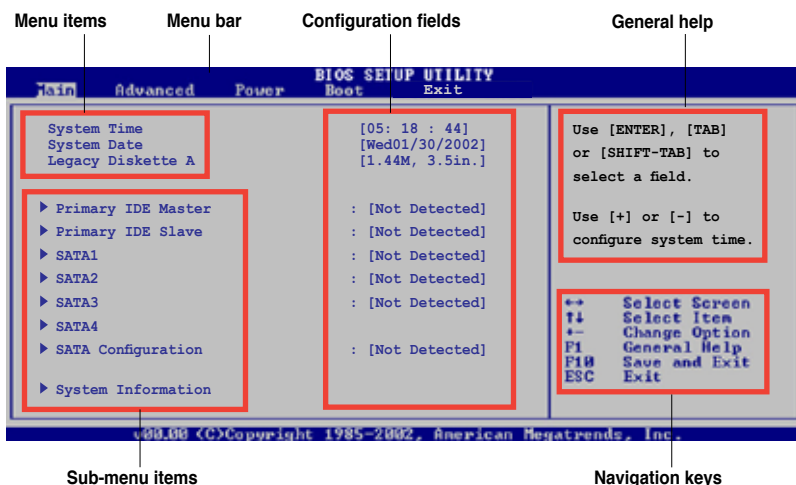 Menu items Menu bar Configuration fields General help
BIOS SETUP UTILITY
Main Advanced Power Boot Exit
System Time [05: 18 : 44]
System Date [Wed01/30/2002]
Legacy Diskette A [1.44M, 3.5in.]
Primary IDE Master : [Not Detected]
Primary IDE Slave : [Not Detected]
SATA1 : [Not Detected]
SATA2 : [Not Detected]
SATA3 : [Not Detected]
SATA4
SATA Configuration : [Not Detected]
System Information
Use [ENTER], [TAB]
or [SHIFT-TAB] to
select a field.
Use [+] or [-] to
configure system time.
↔ Select Screen
↑↓ Select Item
+- Change Option
F1 General Help
F10 Save and Exit
ESC Exit
v00.00 (C)Copyright 1985-2002, American Megatrends, Inc.
Sub-menu items Navigation keys